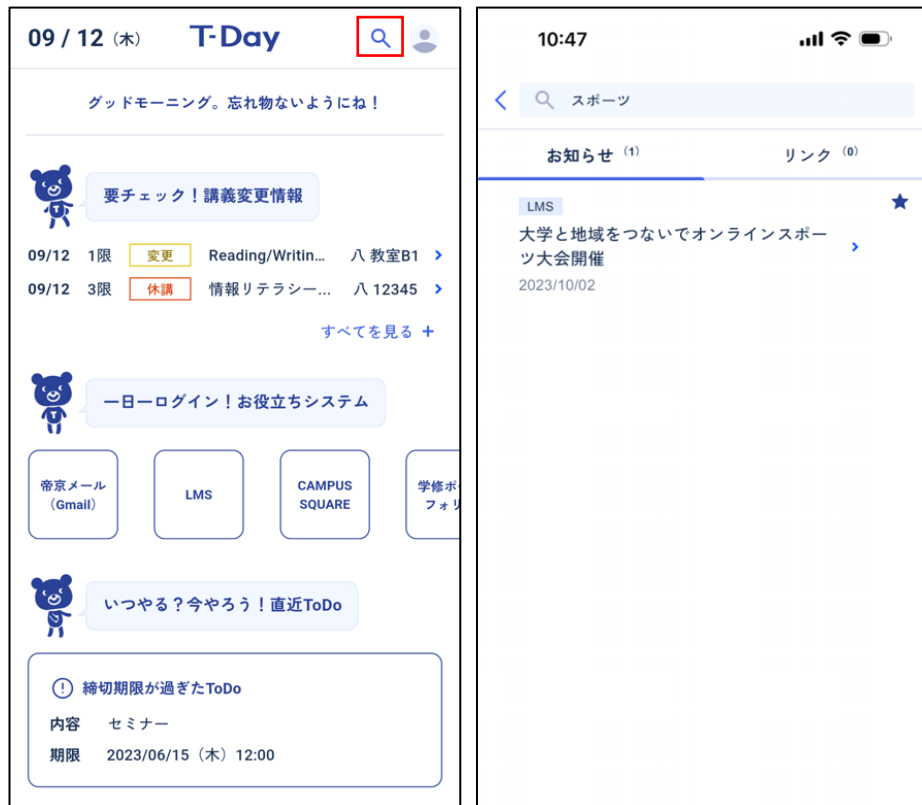 09 / 12 (木) T-Day
グッドモーニング。忘れ物ないようにね！
要チェック！講義変更情報
09/12 1限 変更 Reading/Writin... 八 教室B1
09/12 3限 休講 情報リテラシー... 八 12345
すべてを見る +
一日一ログイン！お役立ちシステム
帝京メール
（Gmail）
LMS
CAMPUS
SQUARE
学修ポ
フォリ
いつやる？今やろう！直近ToDo
締切期限が過ぎたToDo
内容 セミナー
期限 2023/06/15（木）12:00
10:47
スポーツ
お知らせ (1) リンク (0)
LMS
大学と地域をつないでオンラインスポー
ツ大会開催
2023/10/02